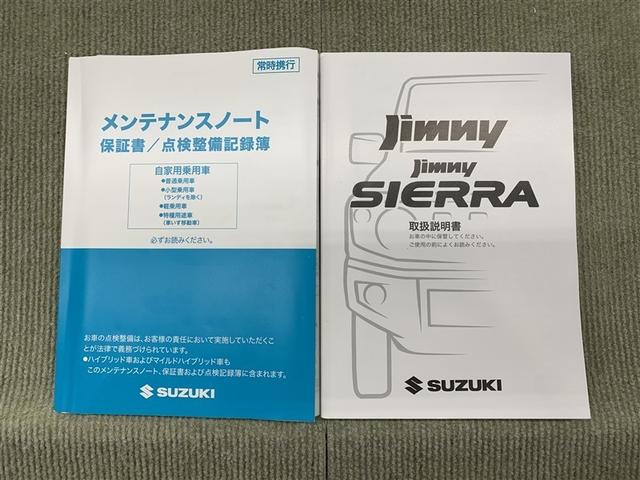 常時携行
メンテナンスノート
保証書／点検整備記録簿
自家用乗用車
●普通乗用車
●小型乗用車
(ランディを除く)
●軽乗用車
●特種用途車
(車いす移動車)
必ずお読みください。
お車の点検整備は、お客様の責任において実施していただくこ
とが法律で義務づけられています。
●ハイブリッド車およびマイルドハイブリッド車も
このメンテナンスノート、保証書および点検記録簿に含まれます。
SUZUKI
Jimny
Jimny
SIERRA
取扱説明書
お車の中に保管してください。
ご使用の前によくお読みください。
SUZUKI